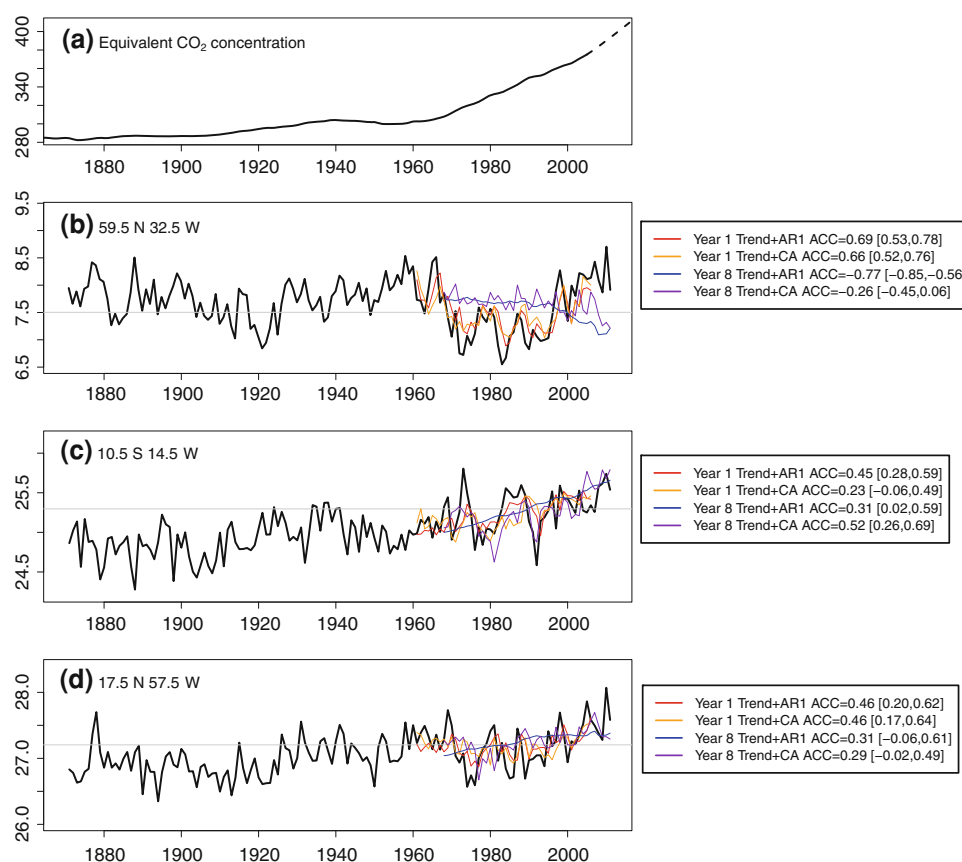 (a) Equivalent CO2 concentration
400
340
280
1880 1900 1920 1940 1960 1980 2000
(b) 59.5 N 32.5 W
9.5
8.5
7.5
6.5
1880 1900 1920 1940 1960 1980 2000
Year 1 Trend+AR1 ACC=0.69 [0.53,0.78]
Year 1 Trend+CA ACC=0.66 [0.52,0.76]
Year 8 Trend+AR1 ACC=−0.77 [−0.85,−0.56
Year 8 Trend+CA ACC=−0.26 [−0.45,0.06]
(c) 10.5 S 14.5 W
25.5
24.5
1880 1900 1920 1940 1960 1980 2000
Year 1 Trend+AR1 ACC=0.45 [0.28,0.59]
Year 1 Trend+CA ACC=0.23 [−0.06,0.49]
Year 8 Trend+AR1 ACC=0.31 [0.02,0.59]
Year 8 Trend+CA ACC=0.52 [0.26,0.69]
(d) 17.5 N 57.5 W
28.0
27.0
26.0
1880 1900 1920 1940 1960 1980 2000
Year 1 Trend+AR1 ACC=0.46 [0.20,0.62]
Year 1 Trend+CA ACC=0.46 [0.17,0.64]
Year 8 Trend+AR1 ACC=0.31 [−0.06,0.61]
Year 8 Trend+CA ACC=0.29 [−0.02,0.49]